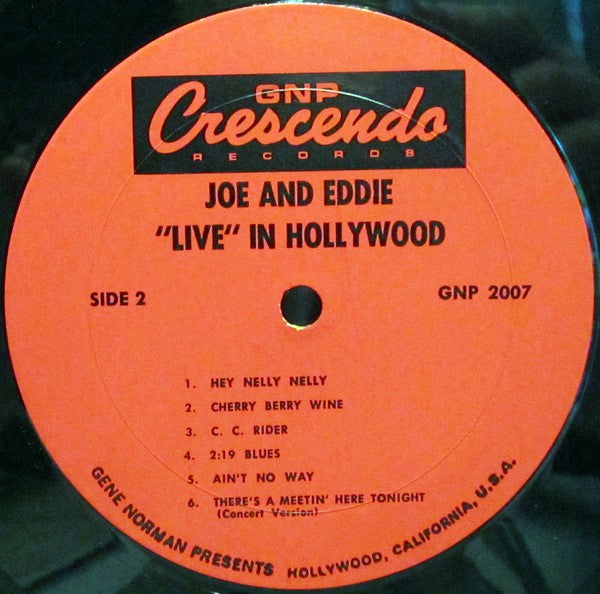 GNP
Crescendo
RECORDS
JOE AND EDDIE
"LIVE" IN HOLLYWOOD
SIDE 2
GNP 2007
1. HEY NELLY NELLY
2. CHERRY BERRY WINE
3. C. C. RIDER
4. 2:19 BLUES
5. AIN'T NO WAY
6. THERE'S A MEETIN' HERE TONIGHT
(Concert Version)
GENE NORMAN PRESENTS HOLLYWOOD, CALIFORNIA, U.S.A.